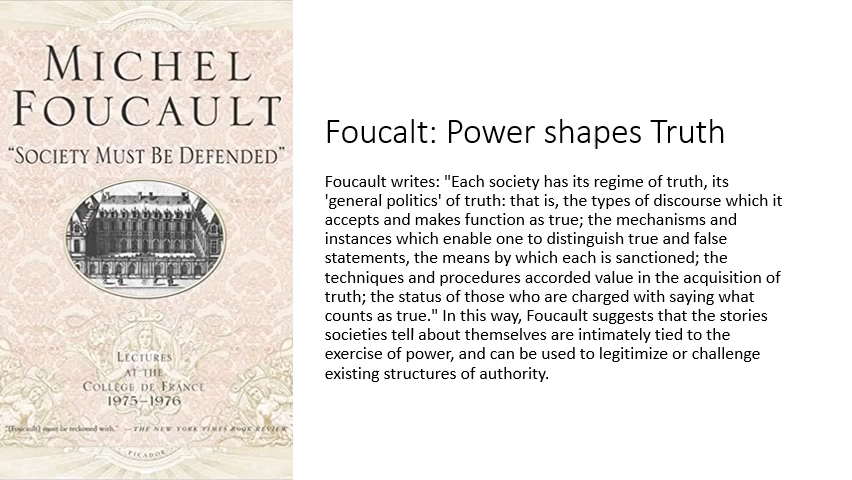 MICHEL
FOUCAULT
"SOCIETY MUST BE DEFENDED"
LECTURES
AT THE
COLLÈGE DE FRANCE
1975–1976
"[Foucault] must be reckoned with." —THE NEW YORK TIMES BOOK REVIEW
PICADOR
Foucalt: Power shapes Truth
Foucault writes: "Each society has its regime of truth, its
'general politics' of truth: that is, the types of discourse which it
accepts and makes function as true; the mechanisms and
instances which enable one to distinguish true and false
statements, the means by which each is sanctioned; the
techniques and procedures accorded value in the acquisition of
truth; the status of those who are charged with saying what
counts as true." In this way, Foucault suggests that the stories
societies tell about themselves are intimately tied to the
exercise of power, and can be used to legitimize or challenge
existing structures of authority.